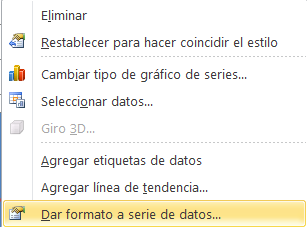 Eliminar
Restablecer para hacer coincidir el estilo
Cambiar tipo de gráfico de series...
Seleccionar datos...
Giro 3D...
Agregar etiquetas de datos
Agregar línea de tendencia...
Dar formato a serie de datos...